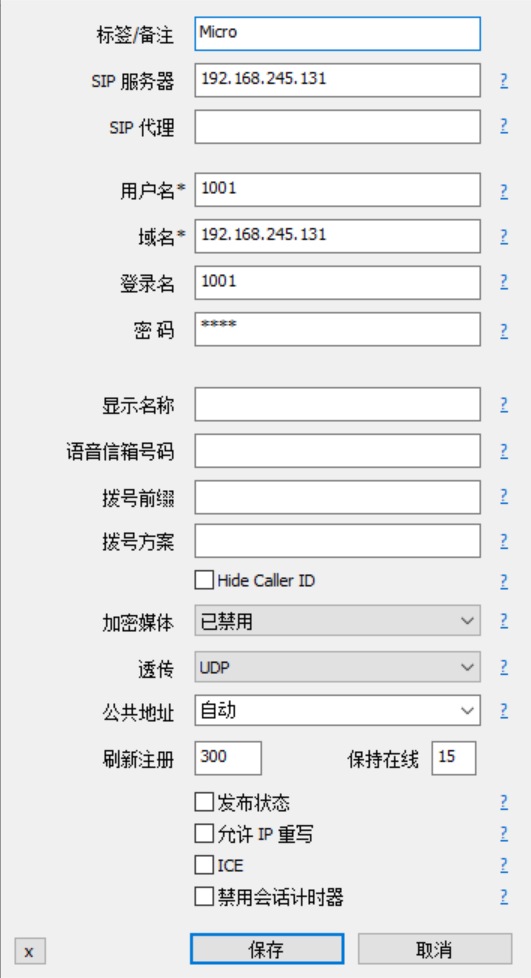 标签/备注 Micro
SIP 服务器 192.168.245.131 ?
SIP 代理 ?
用户名* 1001 ?
域名* 192.168.245.131 ?
登录名 1001 ?
密 码 **** ?
显示名称 ?
语音信箱号码 ?
拨号前缀 ?
拨号方案 ?
Hide Caller ID ?
加密媒体 已禁用 ?
透传 UDP ?
公共地址 自动 ?
刷新注册 300 保持在线 15
发布状态 ?
允许 IP 重写 ?
ICE ?
禁用会话计时器 ?
x 保存 取消